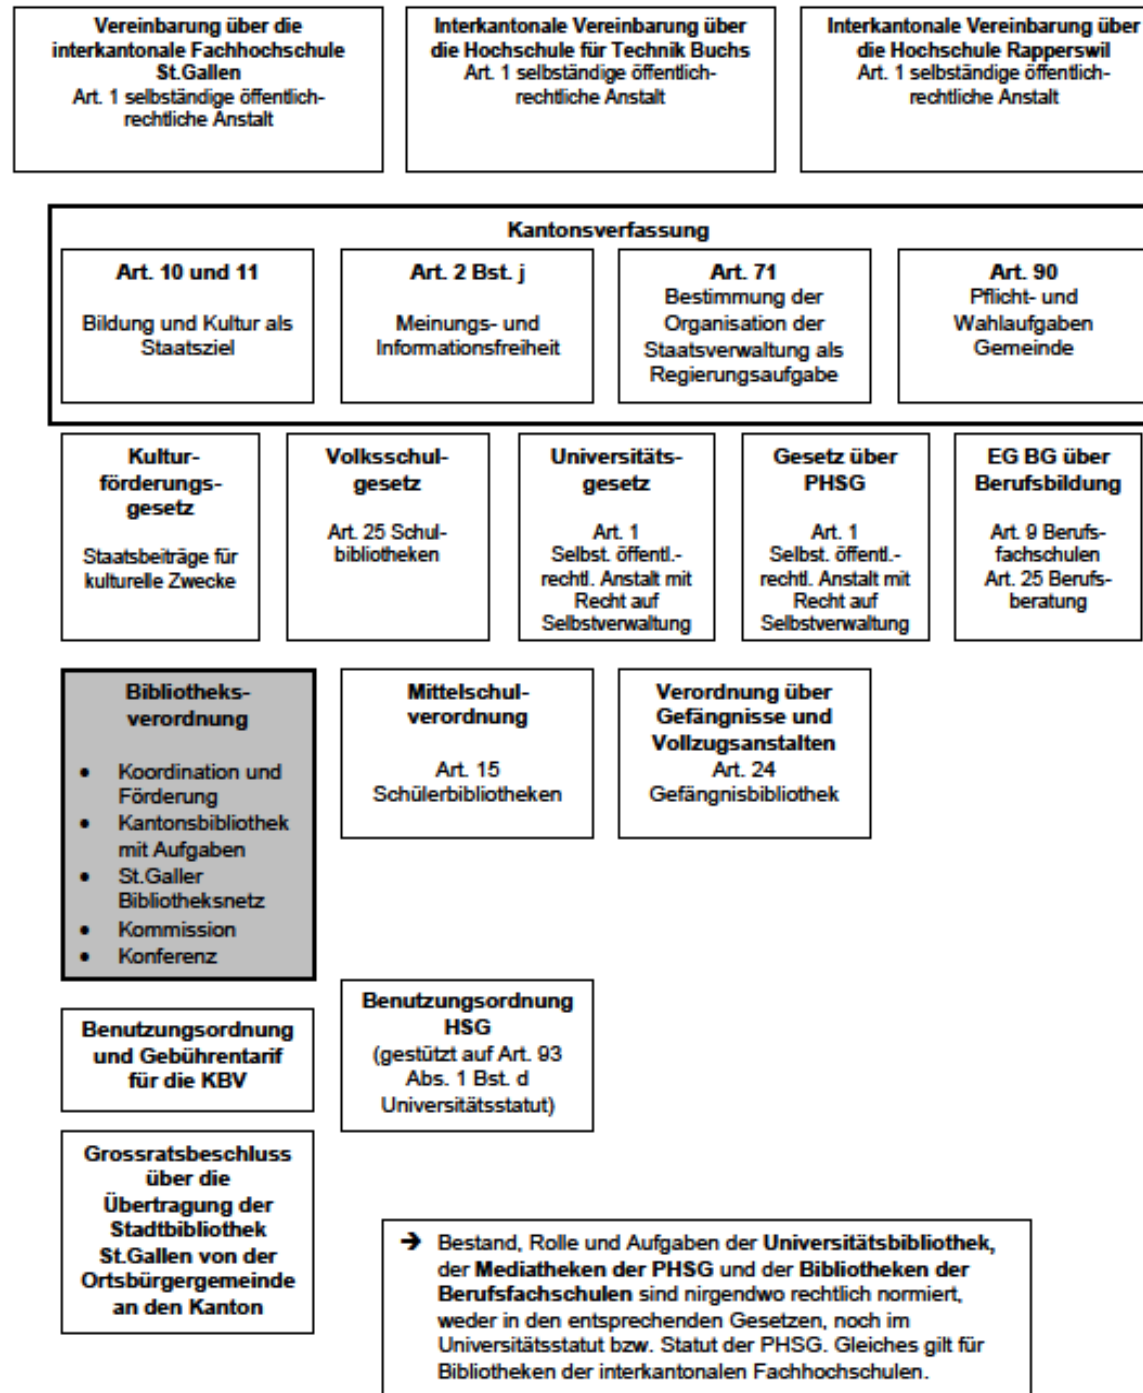 Vereinbarung über die
interkantonale Fachhochschule
St.Gallen
Art. 1 selbständige öffentlich-
rechtliche Anstalt
Interkantonale Vereinbarung über
die Hochschule für Technik Buchs
Art. 1 selbständige öffentlich-
rechtliche Anstalt
Interkantonale Vereinbarung über
die Hochschule Rapperswil
Art. 1 selbständige öffentlich-
rechtliche Anstalt
Kantonsverfassung
Art. 10 und 11
Bildung und Kultur als
Staatsziel
Art. 2 Bst. j
Meinungs- und
Informationsfreiheit
Art. 71
Bestimmung der
Organisation der
Staatsverwaltung als
Regierungsaufgabe
Art. 90
Pflicht- und
Wahlaufgaben
Gemeinde
Kultur-
förderungs-
gesetz
Staatsbeiträge für
kulturelle Zwecke
Volksschul-
gesetz
Art. 25 Schul-
bibliotheken
Universitäts-
gesetz
Art. 1
Selbst. öffentl.-
rechtl. Anstalt mit
Recht auf
Selbstverwaltung
Gesetz über
PHSG
Art. 1
Selbst. öffentl.-
rechtl. Anstalt mit
Recht auf
Selbstverwaltung
EG BG über
Berufsbildung
Art. 9 Berufs-
fachschulen
Art. 25 Berufs-
beratung
Bibliotheks-
verordnung
• Koordination und
Förderung
• Kantonsbibliothek
mit Aufgaben
• St.Galler
Bibliotheksnetz
• Kommission
• Konferenz
Mittelschul-
verordnung
Art. 15
Schülerbibliotheken
Verordnung über
Gefängnisse und
Vollzugsanstalten
Art. 24
Gefängnisbibliothek
Benutzungsordnung
und Gebührentarif
für die KBV
Benutzungsordnung
HSG
(gestützt auf Art. 93
Abs. 1 Bst. d
Universitätsstatut)
Grossratsbeschluss
über die
Übertragung der
Stadtbibliothek
St.Gallen von der
Ortsbürgergemeinde
an den Kanton
➔ Bestand, Rolle und Aufgaben der Universitätsbibliothek,
der Mediatheken der PHSG und der Bibliotheken der
Berufsfachschulen sind nirgendwo rechtlich normiert,
weder in den entsprechenden Gesetzen, noch im
Universitätsstatut bzw. Statut der PHSG. Gleiches gilt für
Bibliotheken der interkantonalen Fachhochschulen.